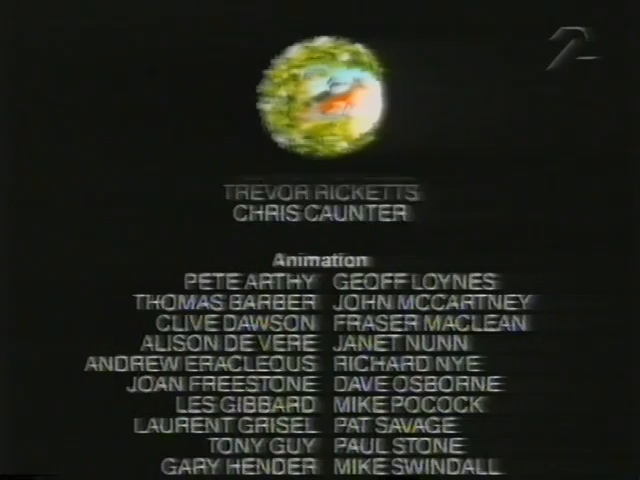 2
TREVOR RICKETTS
CHRIS CAUNTER
Animation
PETE ARTHY GEOFF LOYNES
THOMAS BARBER JOHN MCCARTNEY
CLIVE DAWSON FRASER MACLEAN
ALISON DE VERE JANET NUNN
ANDREW ERACLEOUS RICHARD NYE
JOAN FREESTONE DAVE OSBORNE
LES GIBBARD MIKE POCOCK
LAURENT GRISEL PAT SAVAGE
TONY GUY PAUL STONE
GARY HENDER MIKE SWINDALL